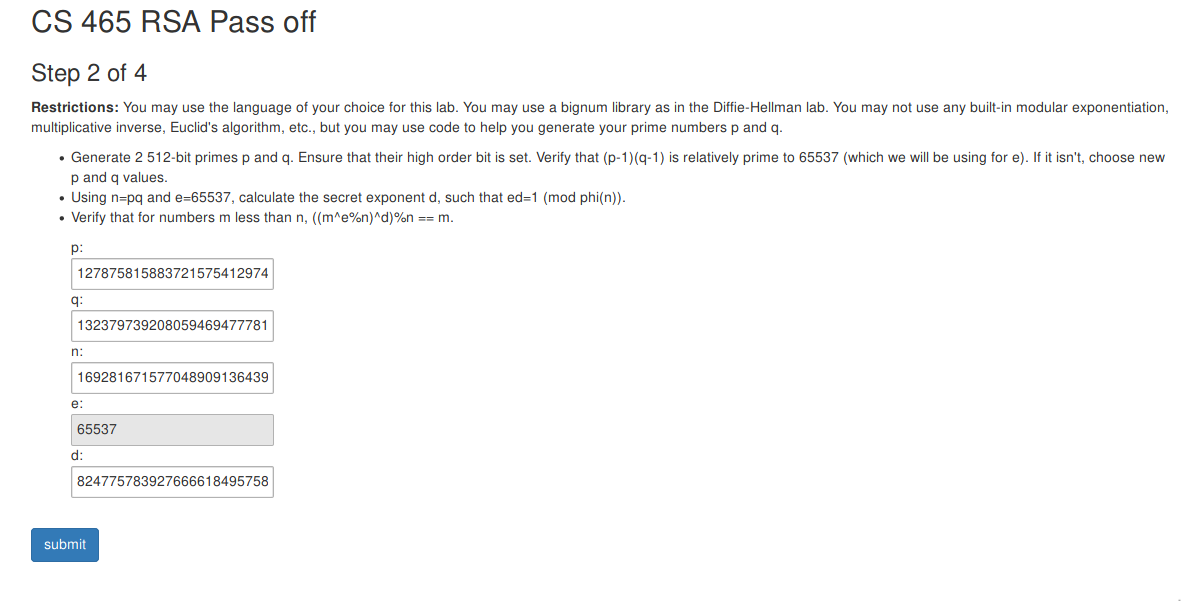 CS 465 RSA Pass off
Step 2 of 4
Restrictions: You may use the language of your choice for this lab. You may use a bignum library as in the Diffie-Hellman lab. You may not use any built-in modular exponentiation,
multiplicative inverse, Euclid's algorithm, etc., but you may use code to help you generate your prime numbers p and q.
• Generate 2 512-bit primes p and q. Ensure that their high order bit is set. Verify that (p-1)(q-1) is relatively prime to 65537 (which we will be using for e). If it isn't, choose new
p and q values.
• Using n=pq and e=65537, calculate the secret exponent d, such that ed=1 (mod phi(n)).
• Verify that for numbers m less than n, ((m^e%n)^d)%n == m.
p:
127875815883721575412974
q:
132379739208059469477781
n:
169281671577048909136439
e:
65537
d:
824775783927666618495758
submit